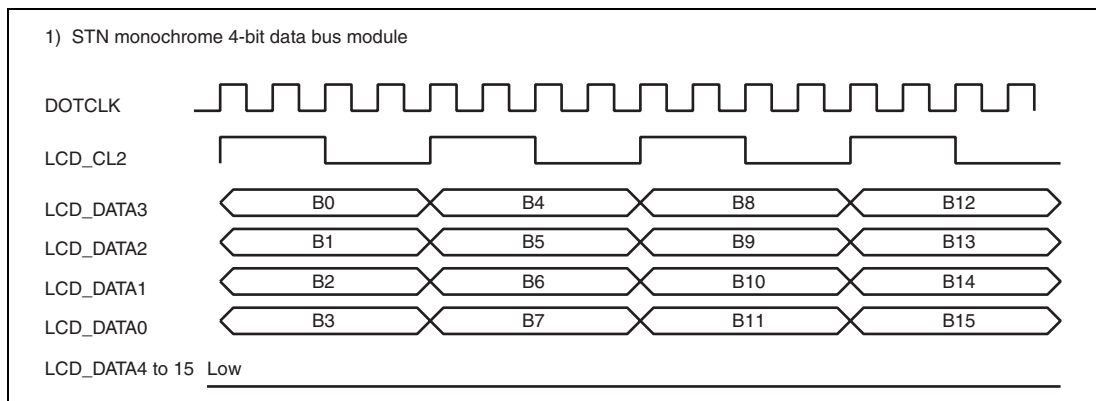 1) STN monochrome 4-bit data bus module
DOTCLK
LCD_CL2
LCD_DATA3 B0 B4 B8 B12
LCD_DATA2 B1 B5 B9 B13
LCD_DATA1 B2 B6 B10 B14
LCD_DATA0 B3 B7 B11 B15
LCD_DATA4 to 15 Low